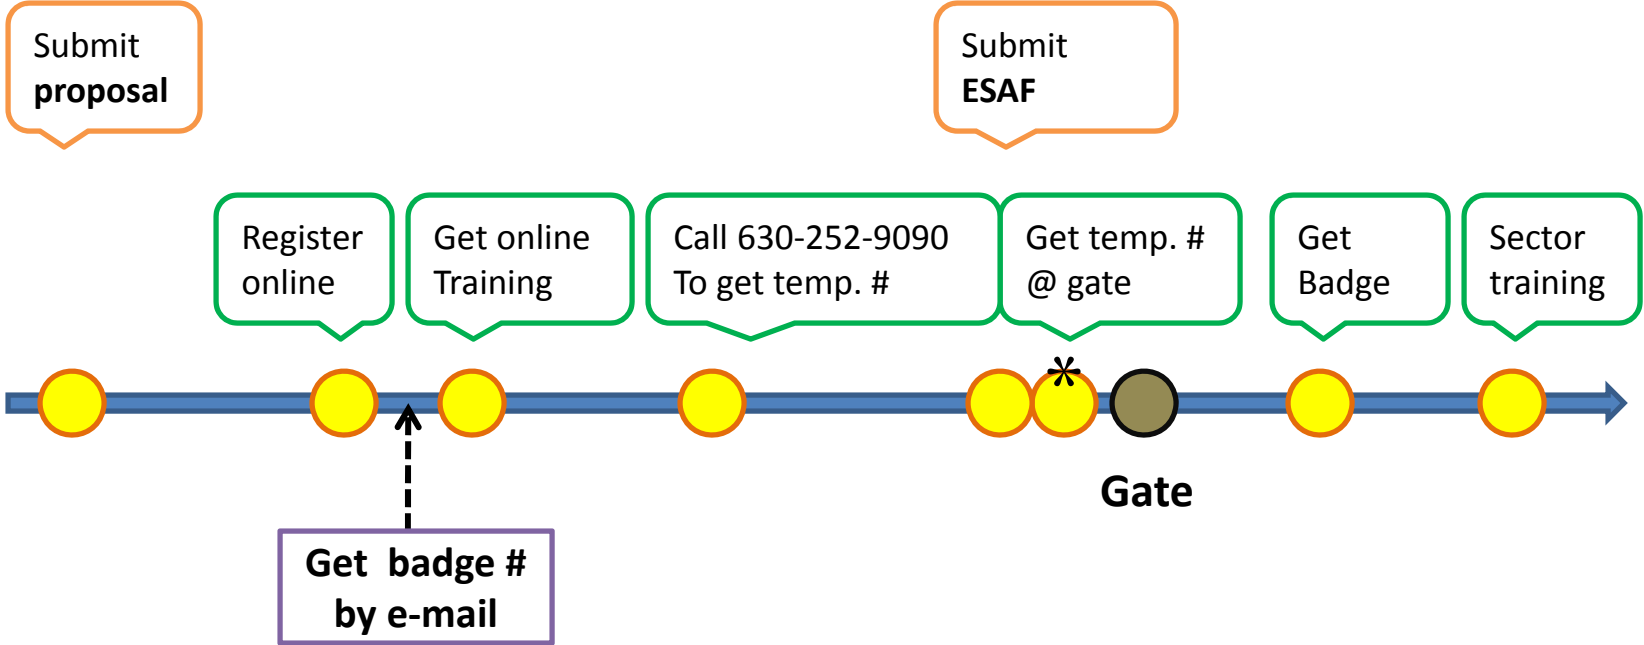 Submit
proposal
Submit
ESAF
Register
online
Get online
Training
Call 630-252-9090
To get temp. #
Get temp. #
@ gate
Get
Badge
Sector
training
*
Gate
Get badge #
by e-mail